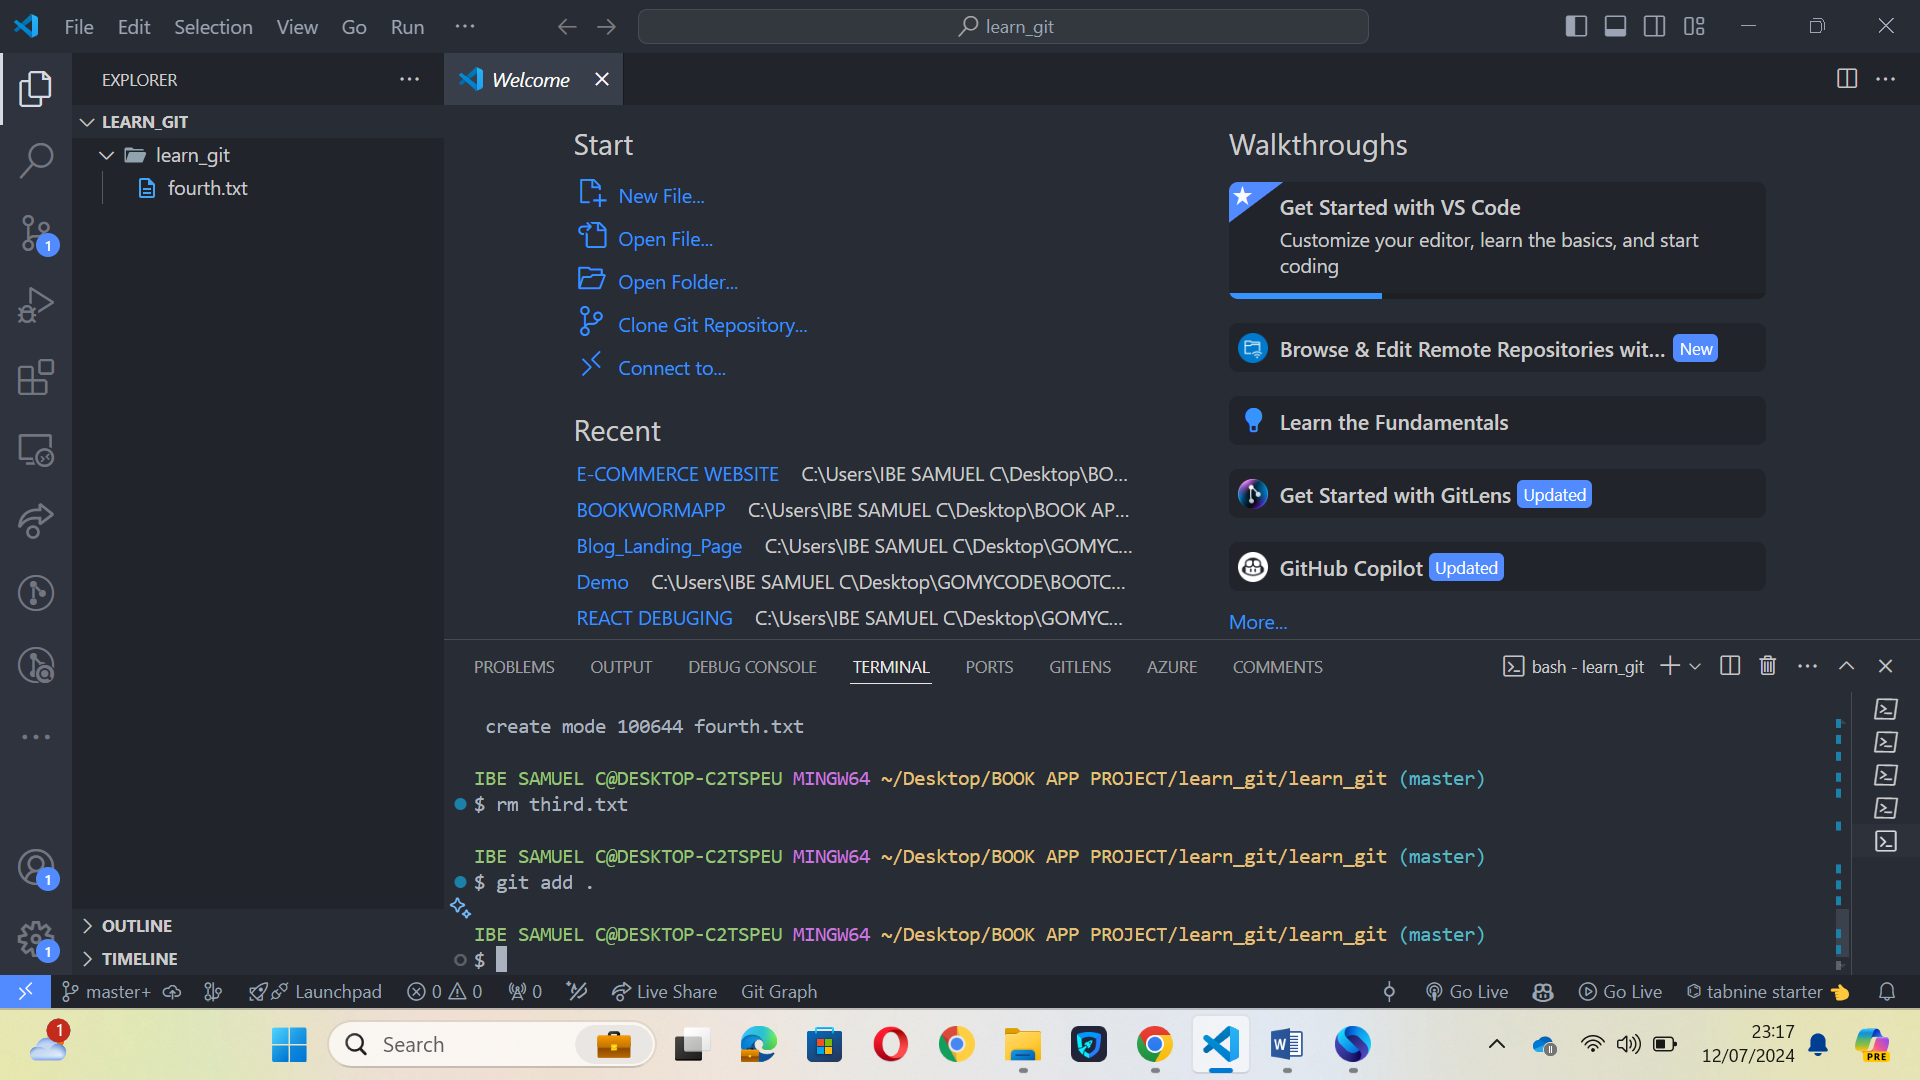 File Edit Selection View Go Run ···
learn_git
EXPLORER
Welcome
LEARN_GIT
learn_git
fourth.txt
1
Start
New File...
Open File...
Open Folder...
Clone Git Repository...
Connect to...
Recent
E-COMMERCE WEBSITE C:\Users\IBE SAMUEL C\Desktop\BO...
BOOKWORMAPP C:\Users\IBE SAMUEL C\Desktop\BOOK AP...
Blog_Landing_Page C:\Users\IBE SAMUEL C\Desktop\GOMYC...
Demo C:\Users\IBE SAMUEL C\Desktop\GOMYCODE\BOOTC...
REACT DEBUGING C:\Users\IBE SAMUEL C\Desktop\GOMYC...
Walkthroughs
Get Started with VS Code
Customize your editor, learn the basics, and start
coding
Browse & Edit Remote Repositories wit... New
Learn the Fundamentals
Get Started with GitLens Updated
GitHub Copilot Updated
More...
PROBLEMS OUTPUT DEBUG CONSOLE TERMINAL PORTS GITLENS AZURE COMMENTS bash - learn_git
create mode 100644 fourth.txt
IBE SAMUEL C@DESKTOP-C2TSPEU MINGW64 ~/Desktop/BOOK APP PROJECT/learn_git/learn_git (master)
$ rm third.txt
IBE SAMUEL C@DESKTOP-C2TSPEU MINGW64 ~/Desktop/BOOK APP PROJECT/learn_git/learn_git (master)
$ git add .
IBE SAMUEL C@DESKTOP-C2TSPEU MINGW64 ~/Desktop/BOOK APP PROJECT/learn_git/learn_git (master)
$
1
1
OUTLINE
TIMELINE
master+ Launchpad 0 0 0 Live Share Git Graph Go Live Go Live tabnine starter
1
Search
23:17
12/07/2024
PRE